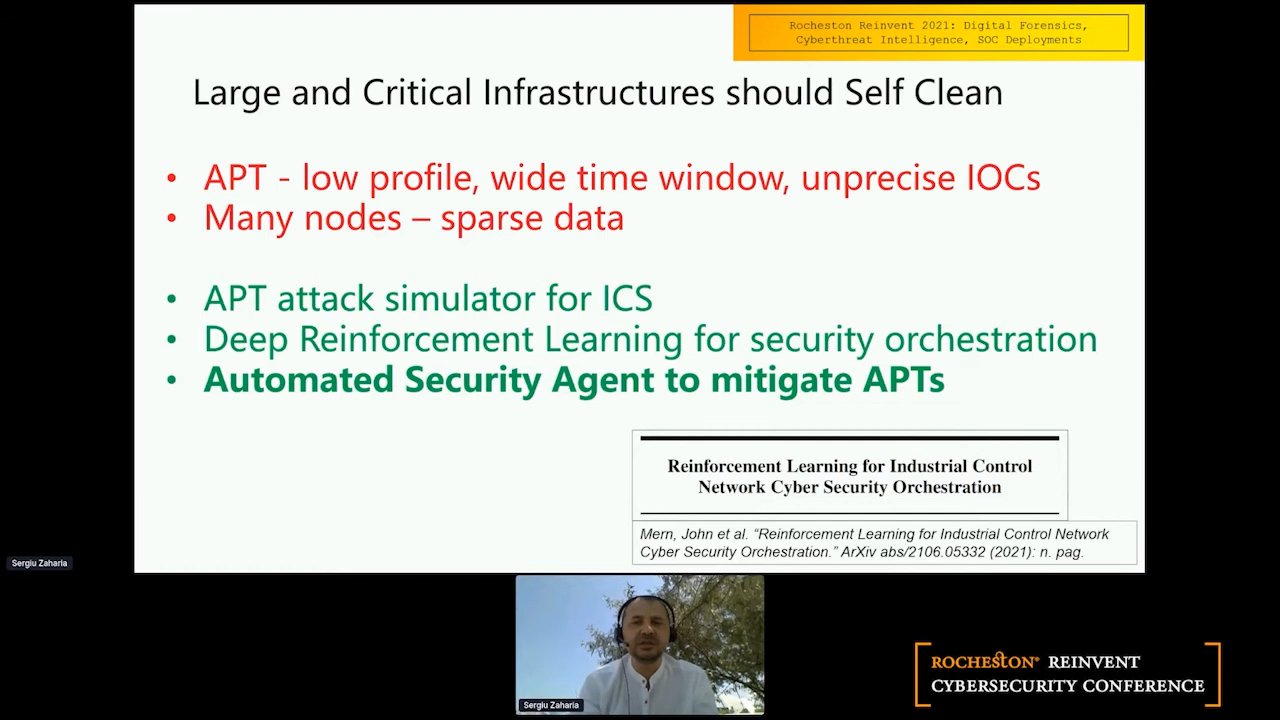 Rocheston Reinvent 2021: Digital Forensics,
Cyberthreat Intelligence, SOC Deployments
Large and Critical Infrastructures should Self Clean
• APT - low profile, wide time window, unprecise IOCs
• Many nodes – sparse data
• APT attack simulator for ICS
• Deep Reinforcement Learning for security orchestration
• Automated Security Agent to mitigate APTs
Reinforcement Learning for Industrial Control
Network Cyber Security Orchestration
Mern, John et al. “Reinforcement Learning for Industrial Control Network
Cyber Security Orchestration.” ArXiv abs/2106.05332 (2021): n. pag.
Sergiu Zaharia
Sergiu Zaharia
ROCHESTON® REINVENT
CYBERSECURITY CONFERENCE